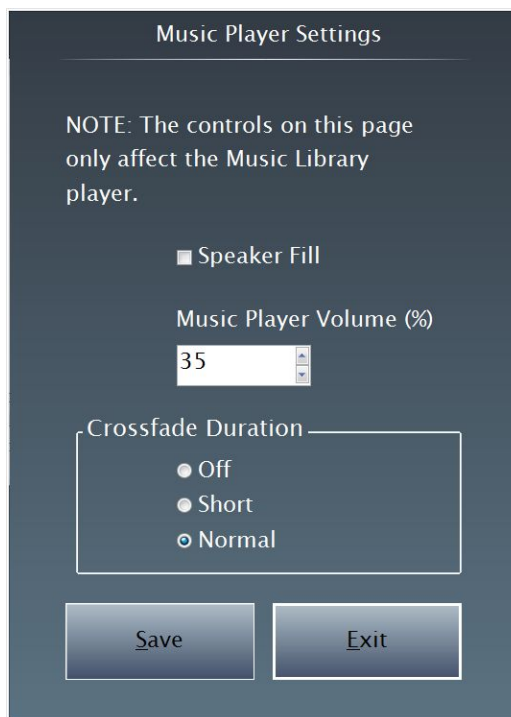 Music Player Settings
NOTE: The controls on this page
only affect the Music Library
player.
Speaker Fill
Music Player Volume (%)
35
Crossfade Duration
Off
Short
Normal
Save
Exit